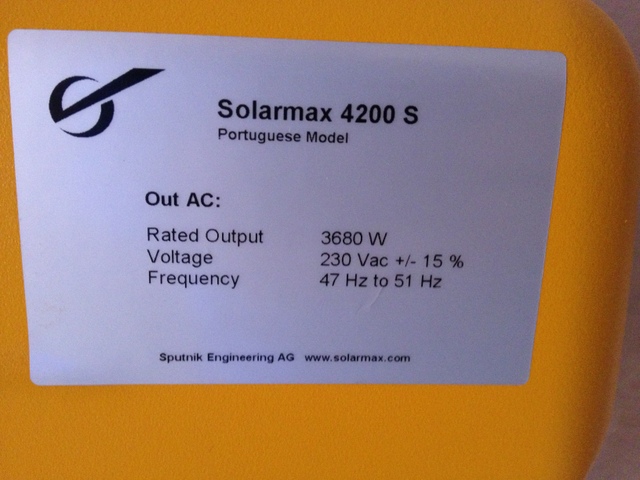 Solarmax 4200 S
Portuguese Model
Out AC:
Rated Output 3680 W
Voltage 230 Vac +/- 15 %
Frequency 47 Hz to 51 Hz
Sputnik Engineering AG www.solarmax.com